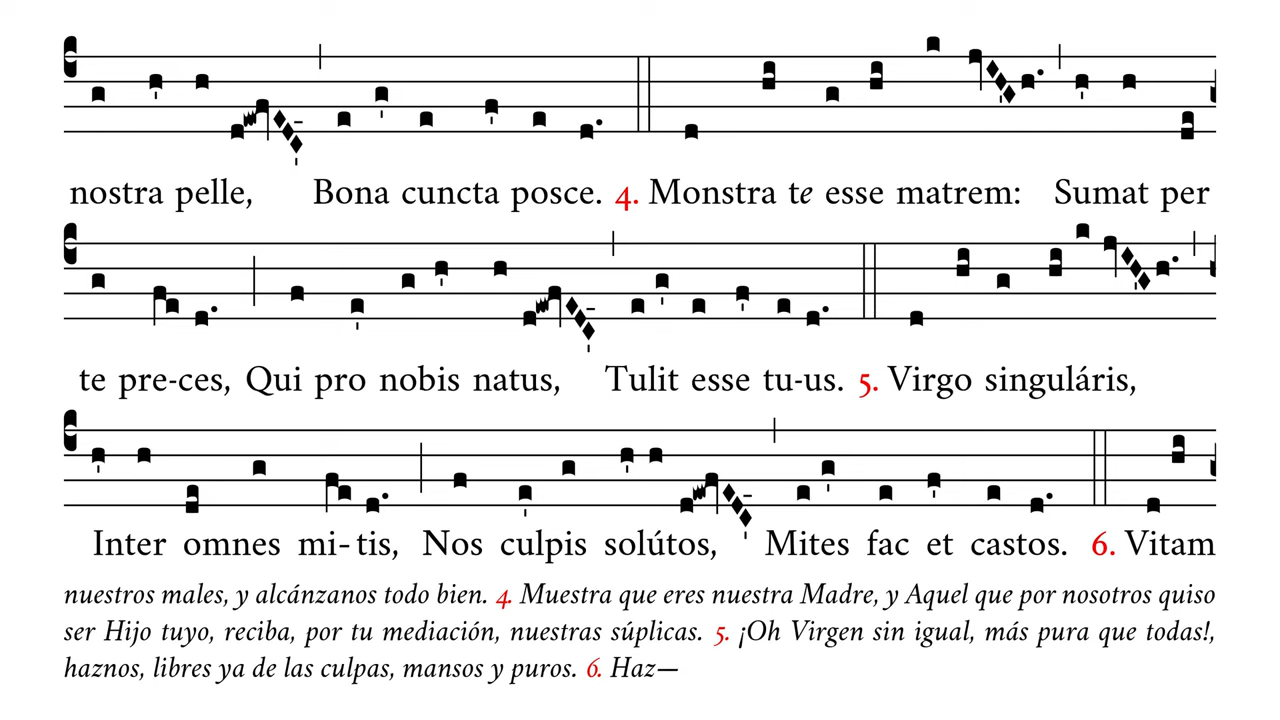 nostra pelle, Bona cuncta posce. 4. Monstra te esse matrem: Sumat per
te pre-ces, Qui pro nobis natus, Tulit esse tu-us. 5. Virgo singuláris,
Inter omnes mi-tis, Nos culpis solútos, Mites fac et castos. 6. Vitam
nuestros males, y alcánzanos todo bien. 4. Muestra que eres nuestra Madre, y Aquel que por nosotros quiso
ser Hijo tuyo, reciba, por tu mediación, nuestras súplicas. 5. ¡Oh Virgen sin igual, más pura que todas!,
haznos, libres ya de las culpas, mansos y puros. 6. Haz—